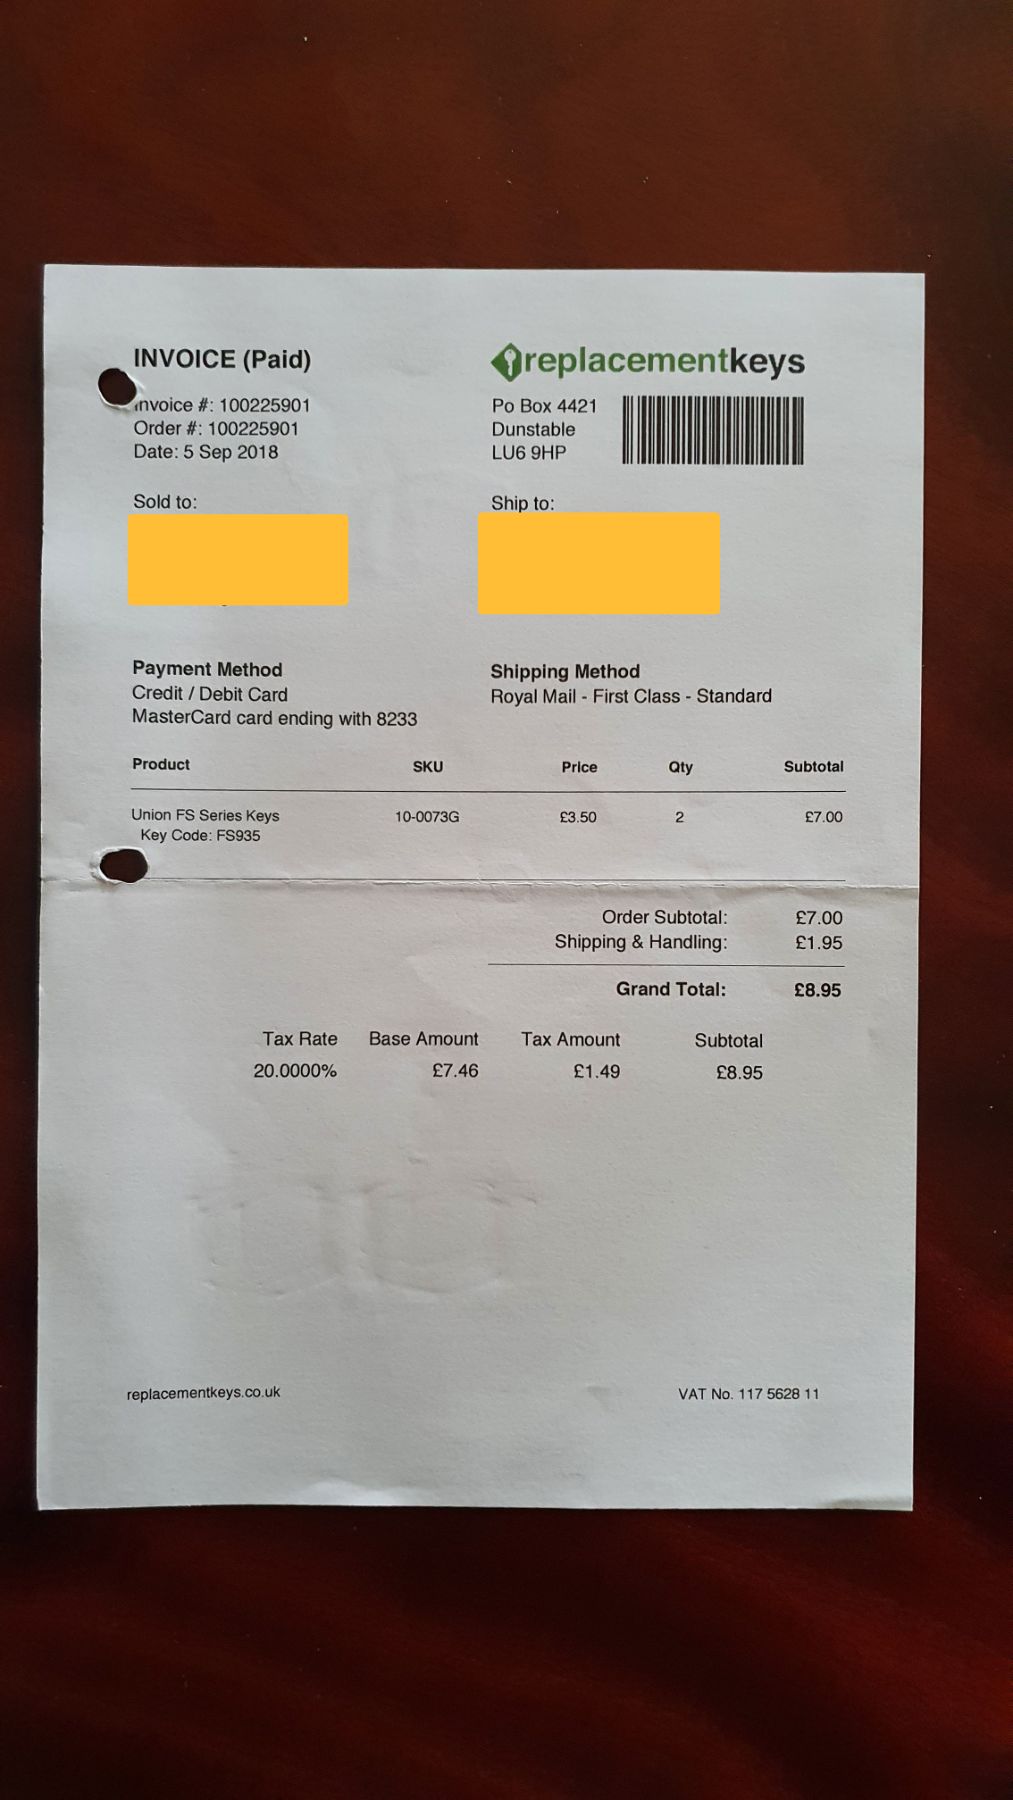 INVOICE (Paid)
replacementkeys
Invoice #: 100225901
Order #: 100225901
Date: 5 Sep 2018
Po Box 4421
Dunstable
LU6 9HP
Sold to:
Ship to:
Payment Method
Credit / Debit Card
MasterCard card ending with 8233
Shipping Method
Royal Mail - First Class - Standard
Product SKU Price Qty Subtotal
Union FS Series Keys 10-0073G £3.50 2 £7.00
Key Code: FS935
Order Subtotal: £7.00
Shipping & Handling: £1.95
Grand Total: £8.95
Tax Rate Base Amount Tax Amount Subtotal
20.0000% £7.46 £1.49 £8.95
replacementkeys.co.uk VAT No. 117 5628 11